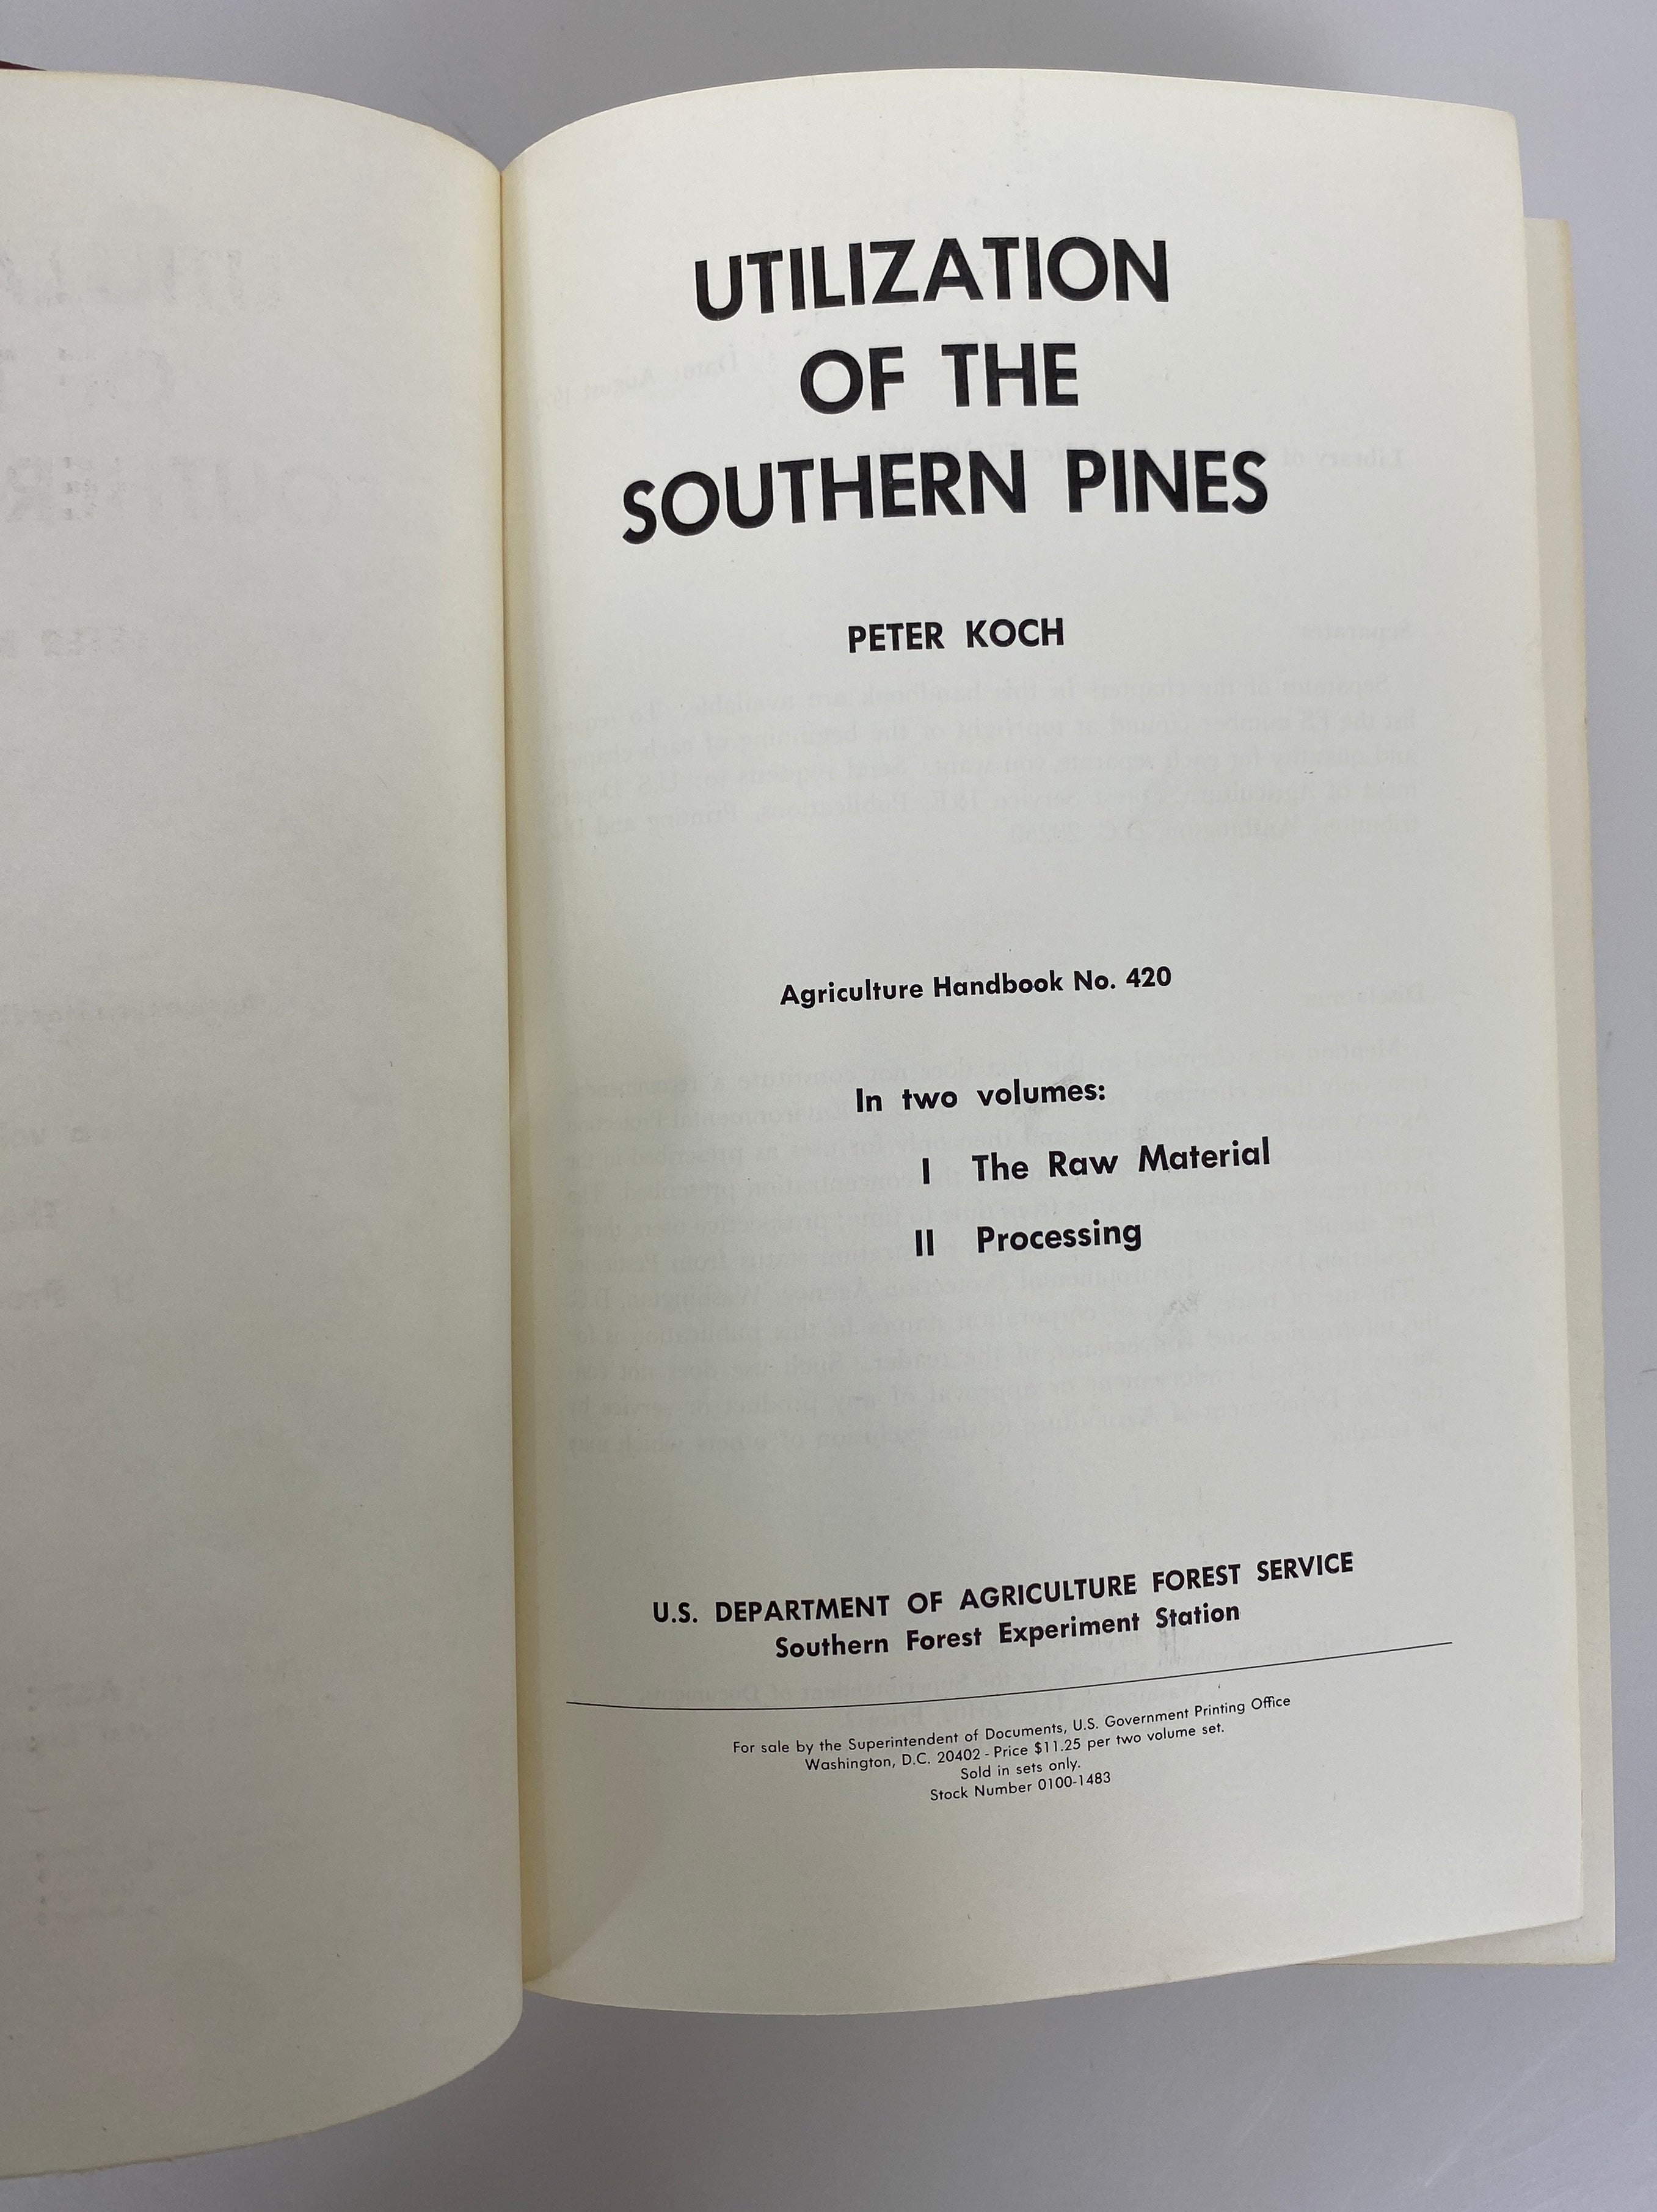 UTILIZATION
OF THE
SOUTHERN PINES
PETER KOCH
Agriculture Handbook No. 420
In two volumes:
I The Raw Material
II Processing
U.S. DEPARTMENT OF AGRICULTURE FOREST SERVICE
Southern Forest Experiment Station
For sale by the Superintendent of Documents, U.S. Government Printing Office
Washington, D.C. 20402 - Price $11.25 per two volume set.
Sold in sets only.
Stock Number 0100-1483